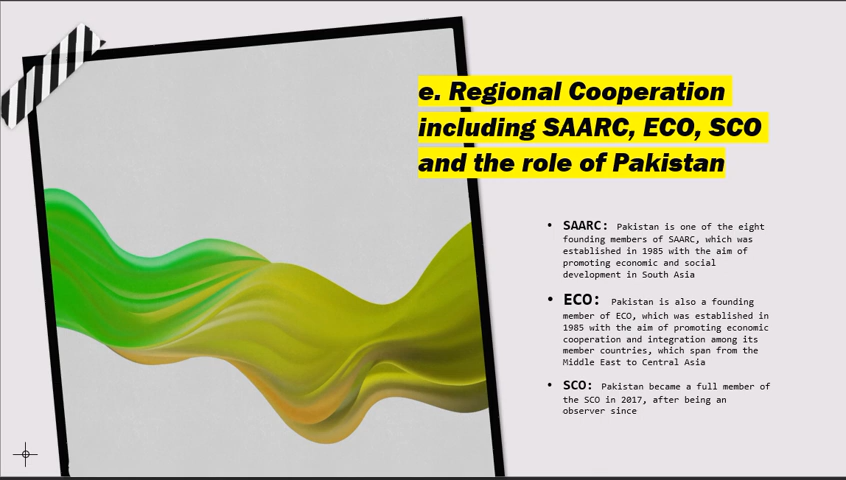 e. Regional Cooperation
including SAARC, ECO, SCO
and the role of Pakistan
• SAARC: Pakistan is one of the eight
founding members of SAARC, which was
established in 1985 with the aim of
promoting economic and social
development in South Asia
• ECO: Pakistan is also a founding
member of ECO, which was established in
1985 with the aim of promoting economic
cooperation and integration among its
member countries, which span from the
Middle East to Central Asia
• SCO: Pakistan became a full member of
the SCO in 2017, after being an
observer since